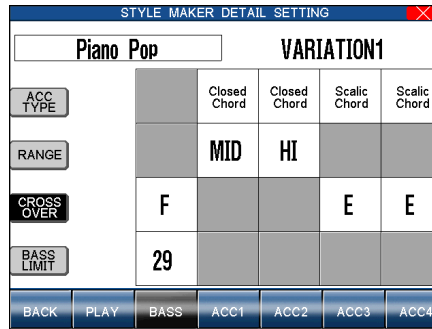 STYLE MAKER DETAIL SETTING
Piano Pop VARIATION1
ACC TYPE
Closed Chord Closed Chord Scalic Chord Scalic Chord
RANGE MID HI
CROSS OVER F E E
BASS LIMIT 29
BACK PLAY BASS ACC1 ACC2 ACC3 ACC4